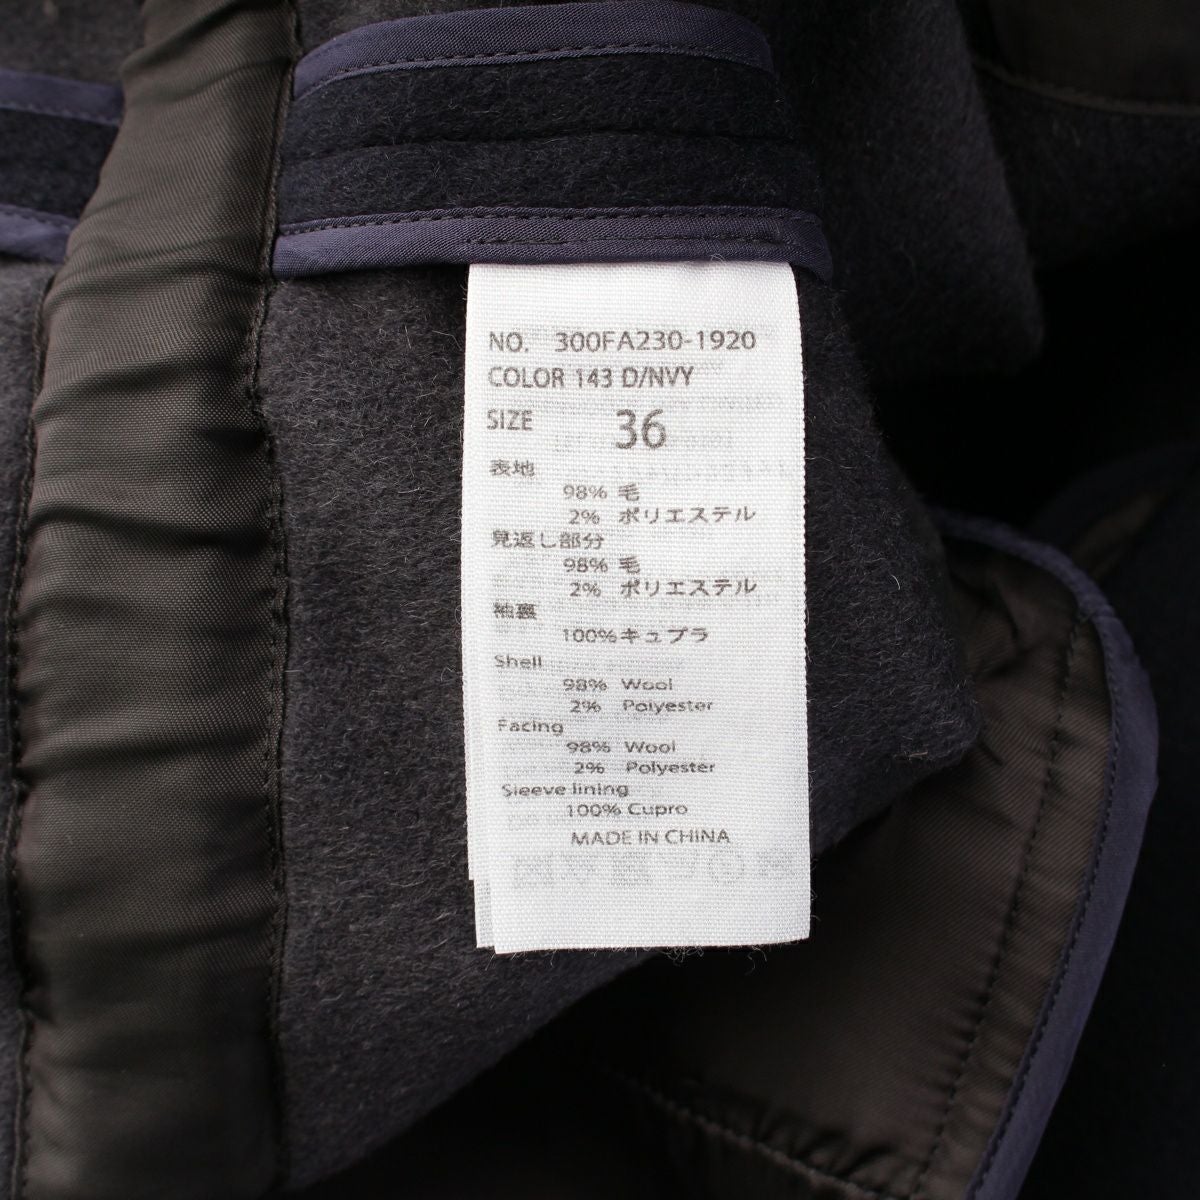 NO. 300FA230-1920
COLOR 143 D/NVY
SIZE 36
表地
98% 毛
2% ポリエステル
見返し部分
98% 毛
2% ポリエステル
袖裏
100%キュプラ
Shell
98% Wool
2% Polyester
Facing
98% Wool
2% Polyester
Sleeve lining
100% Cupro
MADE IN CHINA